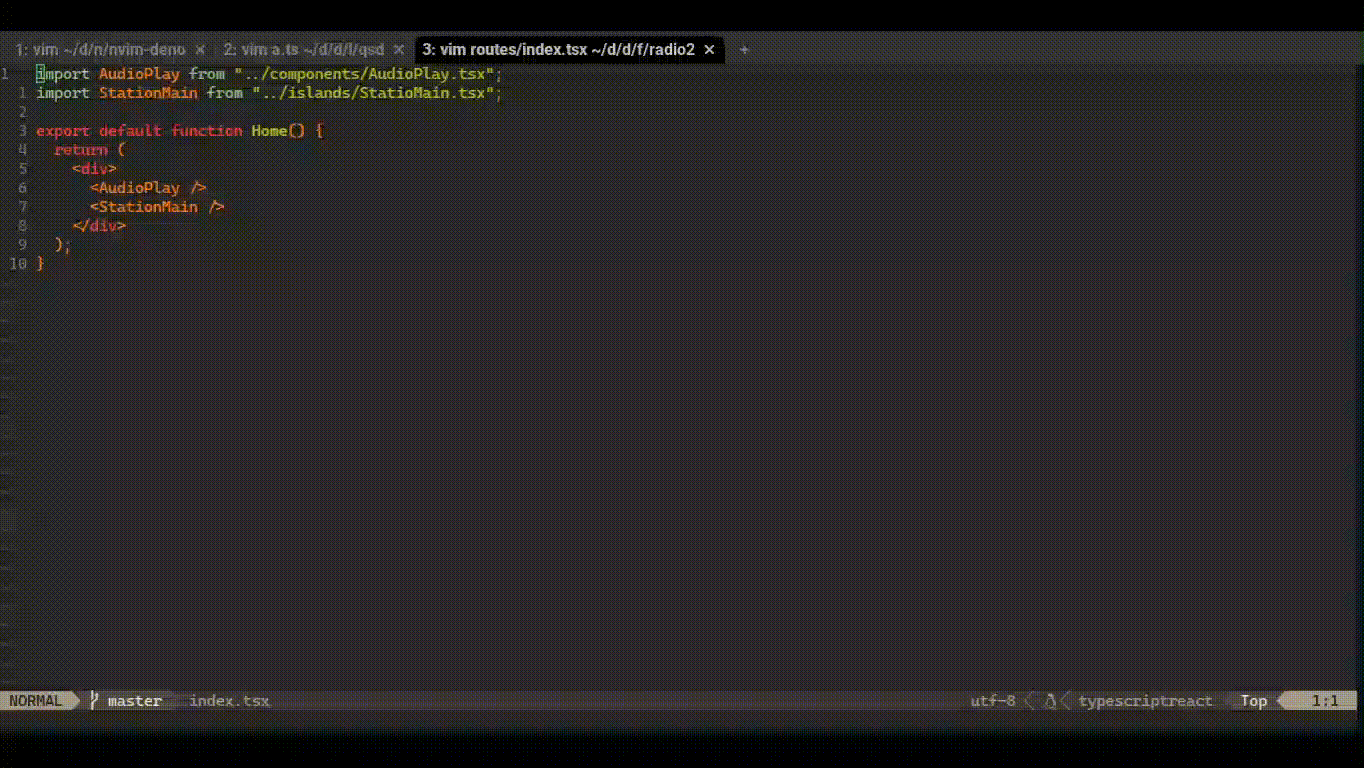 1: vim ~/d/n/nvim-deno × 2: vim a.ts ~/d/d/l/qsd × 3: vim routes/index.tsx ~/d/d/f/radio2 × +
1 import AudioPlay from "../components/AudioPlay.tsx";
1 import StationMain from "../islands/StatioMain.tsx";
2
3 export default function Home() {
4 return (
5 <div>
6 <AudioPlay />
7 <StationMain />
8 </div>
9 );
10 }
NORMAL master index.tsx utf-8 typescriptreact Top 1:1